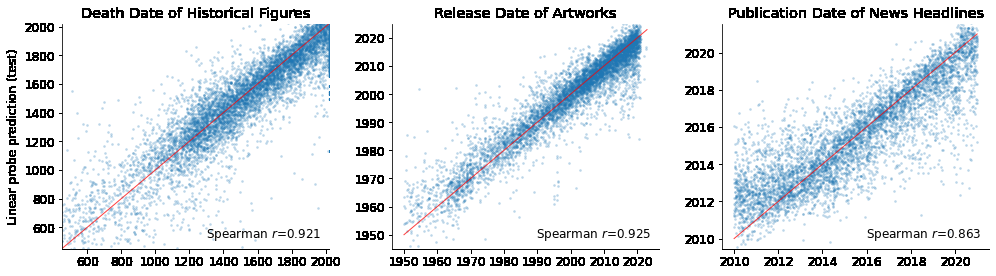 Death Date of Historical Figures
Release Date of Artworks
Publication Date of News Headlines
Linear probe prediction (test)
2000
1800
1600
1400
1200
1000
800
600
600 800 1000 1200 1400 1600 1800 2000
Spearman r=0.921
2020
2010
2000
1990
1980
1970
1960
1950
1950 1960 1970 1980 1990 2000 2010 2020
Spearman r=0.925
2020
2018
2016
2014
2012
2010
2010 2012 2014 2016 2018 2020
Spearman r=0.863